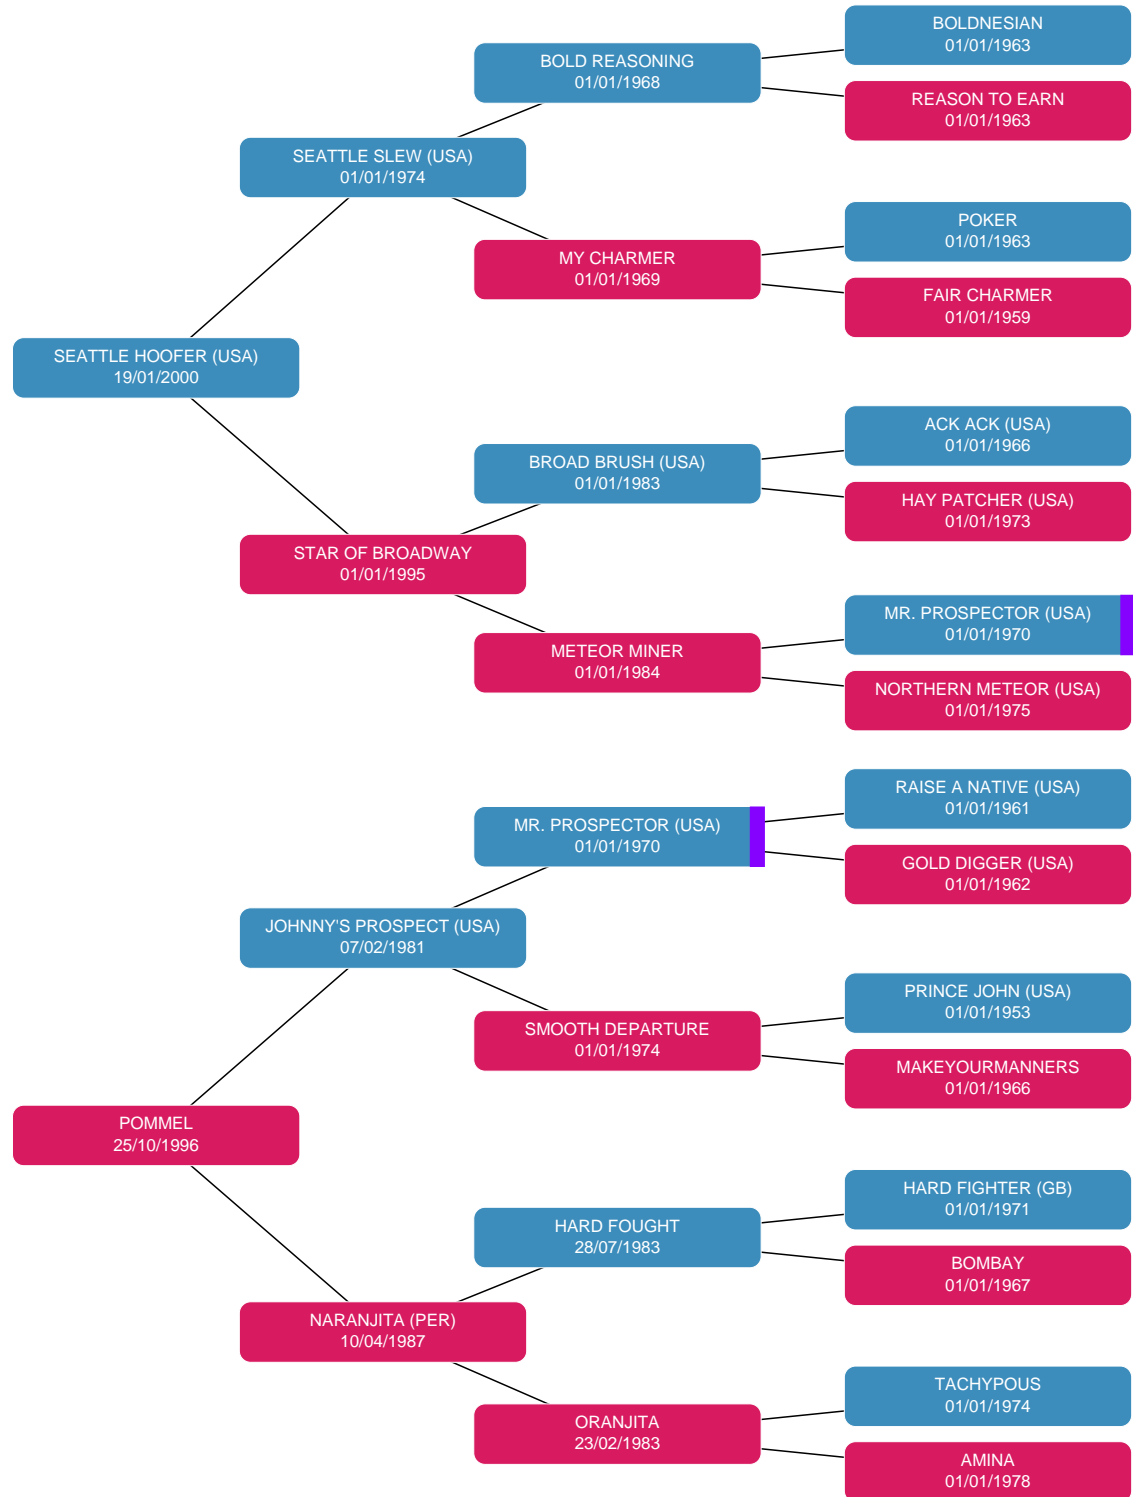 BOLDNESIAN
01/01/1963
BOLD REASONING
01/01/1968
REASON TO EARN
01/01/1963
SEATTLE SLEW (USA)
01/01/1974
POKER
01/01/1963
MY CHARMER
01/01/1969
FAIR CHARMER
01/01/1959
SEATTLE HOOFER (USA)
19/01/2000
ACK ACK (USA)
01/01/1966
BROAD BRUSH (USA)
01/01/1983
HAY PATCHER (USA)
01/01/1973
STAR OF BROADWAY
01/01/1995
MR. PROSPECTOR (USA)
01/01/1970
METEOR MINER
01/01/1984
NORTHERN METEOR (USA)
01/01/1975
RAISE A NATIVE (USA)
01/01/1961
MR. PROSPECTOR (USA)
01/01/1970
GOLD DIGGER (USA)
01/01/1962
JOHNNY'S PROSPECT (USA)
07/02/1981
PRINCE JOHN (USA)
01/01/1953
SMOOTH DEPARTURE
01/01/1974
MAKEYOURMANNERS
01/01/1966
POMMEL
25/10/1996
HARD FIGHTER (GB)
01/01/1971
HARD FOUGHT
28/07/1983
BOMBAY
01/01/1967
NARANJITA (PER)
10/04/1987
TACHYPOUS
01/01/1974
ORANJITA
23/02/1983
AMINA
01/01/1978